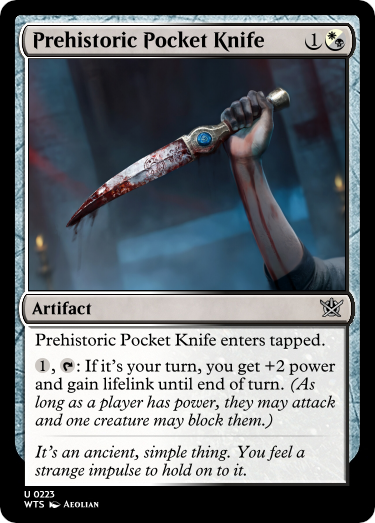 Prehistoric Pocket Knife 1
Artifact
Prehistoric Pocket Knife enters tapped.
1, : If it's your turn, you get +2 power
and gain lifelink until end of turn. (As
long as a player has power, they may attack
and one creature may block them.)
It's an ancient, simple thing. You feel a
strange impulse to hold on to it.
U 0223
WTS Aeolian